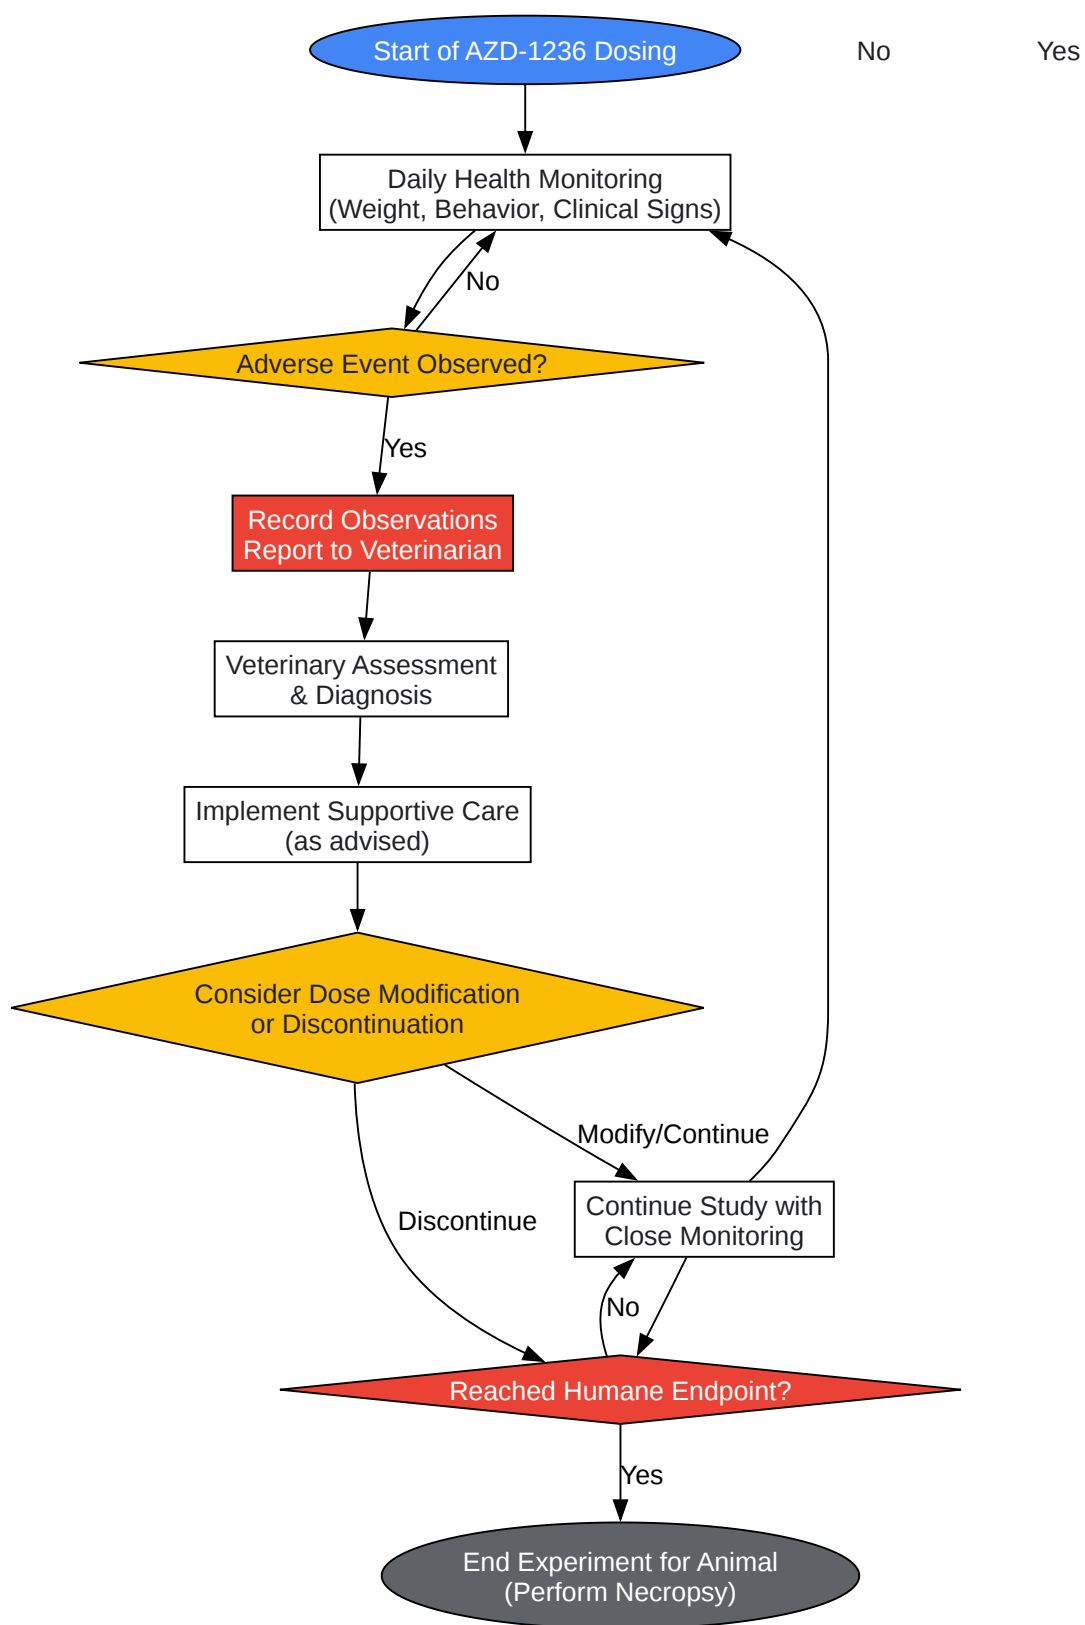 Start of AZD-1236 Dosing
No
Yes
Daily Health Monitoring
(Weight, Behavior, Clinical Signs)
No
Adverse Event Observed?
Yes
Record Observations
Report to Veterinarian
Veterinary Assessment
& Diagnosis
Implement Supportive Care
(as advised)
Consider Dose Modification
or Discontinuation
Modify/Continue
Discontinue
Continue Study with
Close Monitoring
No
Reached Humane Endpoint?
Yes
End Experiment for Animal
(Perform Necropsy)